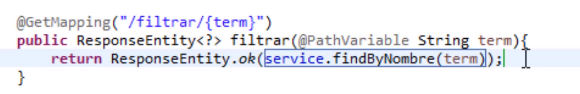 @GetMapping("/filtrar/{term}")
public ResponseEntity<?> filtrar(@PathVariable String term){
return ResponseEntity.ok(service.findByNombre(term));
}